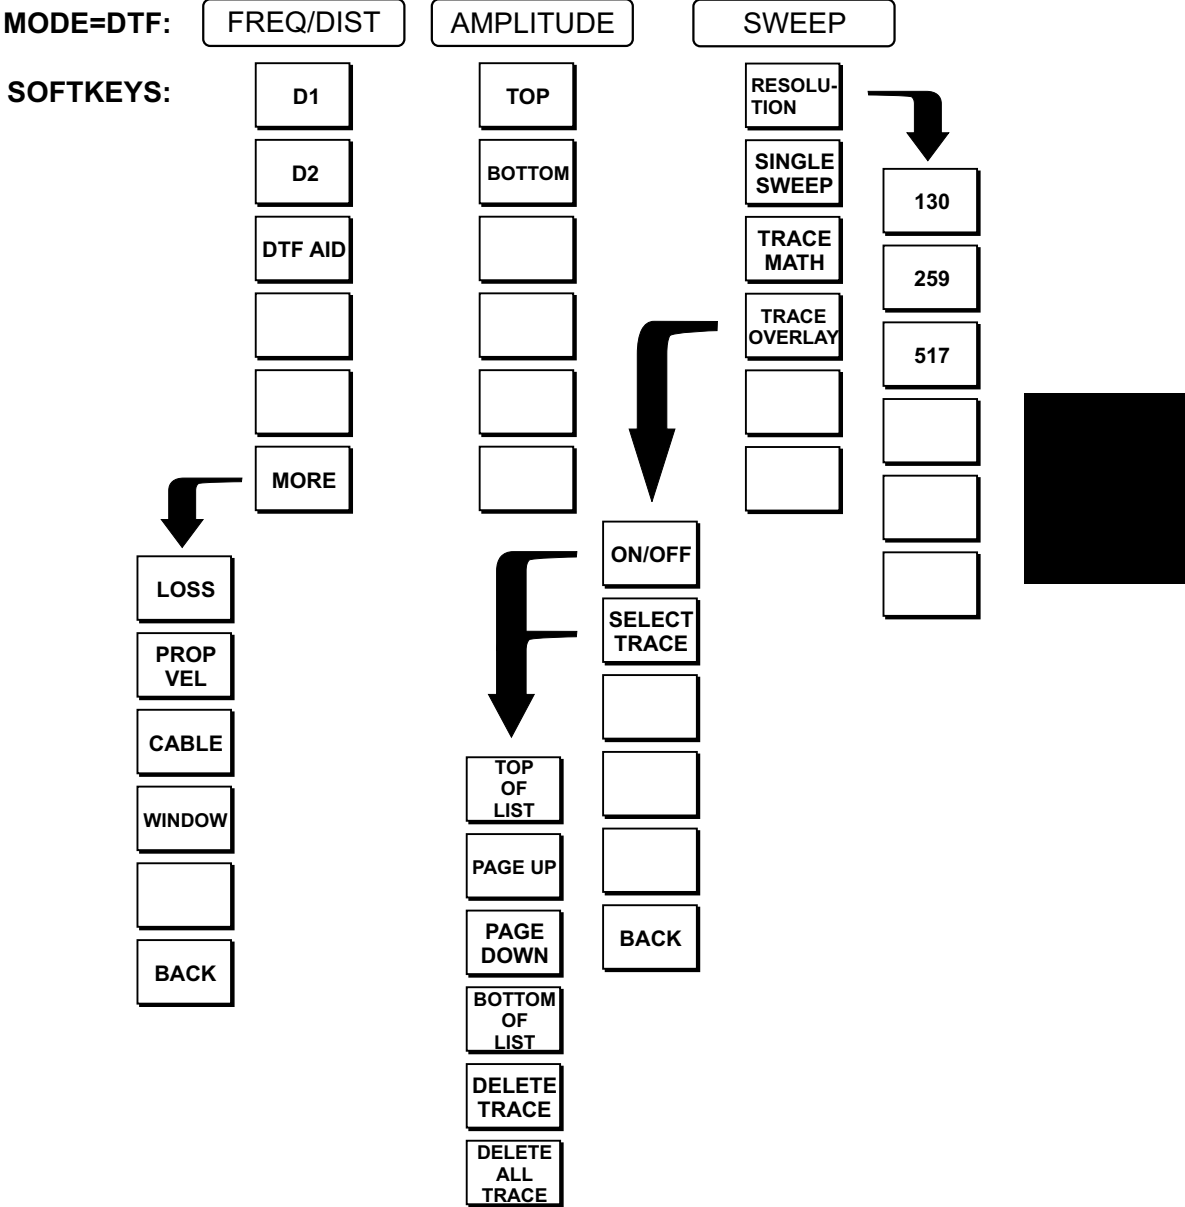 MODE=DTF:
FREQ/DIST
AMPLITUDE
SWEEP
SOFTKEYS:
D1
D2
DTF AID
MORE
LOSS
PROP
VEL
CABLE
WINDOW
BACK
TOP
BOTTOM
RESOLU-
TION
SINGLE
SWEEP
TRACE
MATH
TRACE
OVERLAY
130
259
517
ON/OFF
SELECT
TRACE
BACK
TOP
OF
LIST
PAGE UP
PAGE
DOWN
BOTTOM
OF
LIST
DELETE
TRACE
DELETE
ALL
TRACE